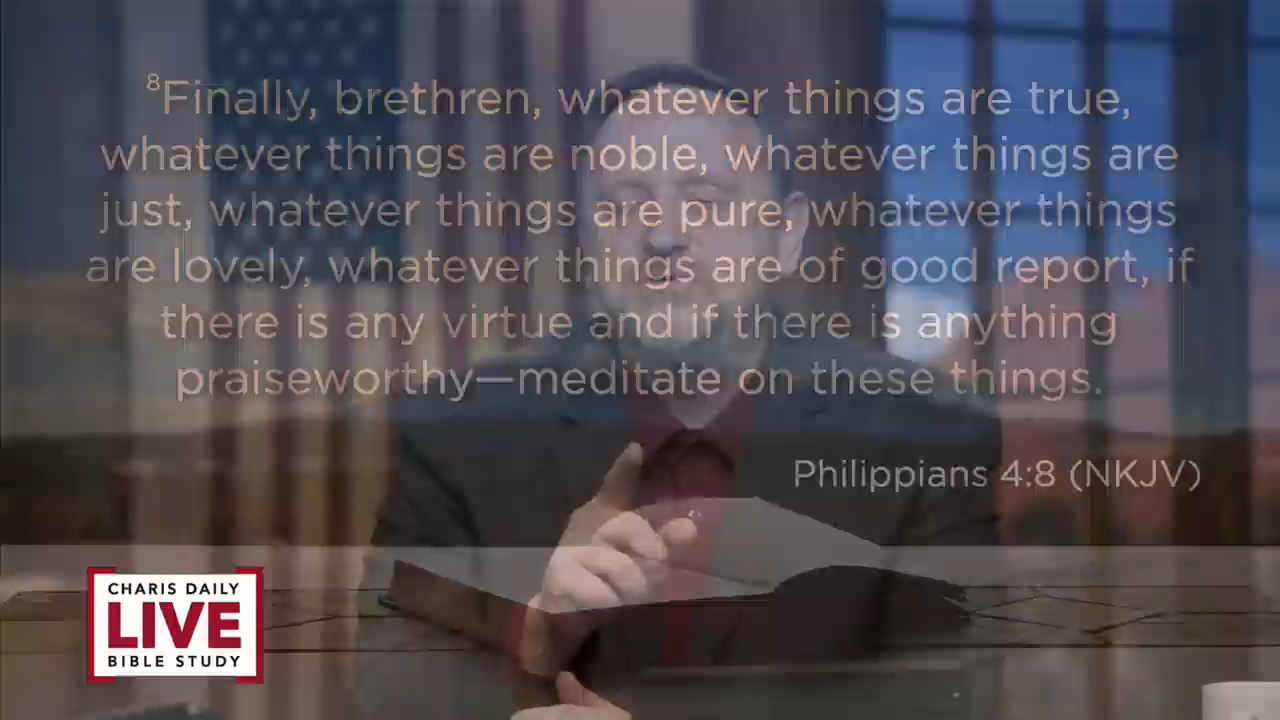 ⁸Finally, brethren, whatever things are true,
whatever things are noble, whatever things are
just, whatever things are pure, whatever things
are lovely, whatever things are of good report, if
there is any virtue and if there is anything
praiseworthy—meditate on these things.
Philippians 4:8 (NKJV)
CHARIS DAILY
LIVE
BIBLE STUDY